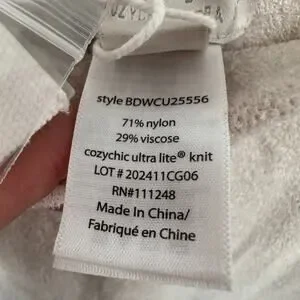 style BDWCU25556
71% nylon
29% viscose
cozychic ultra lite® knit
LOT # 202411CG06
RN#111248
Made In China/
Fabriqué en Chine